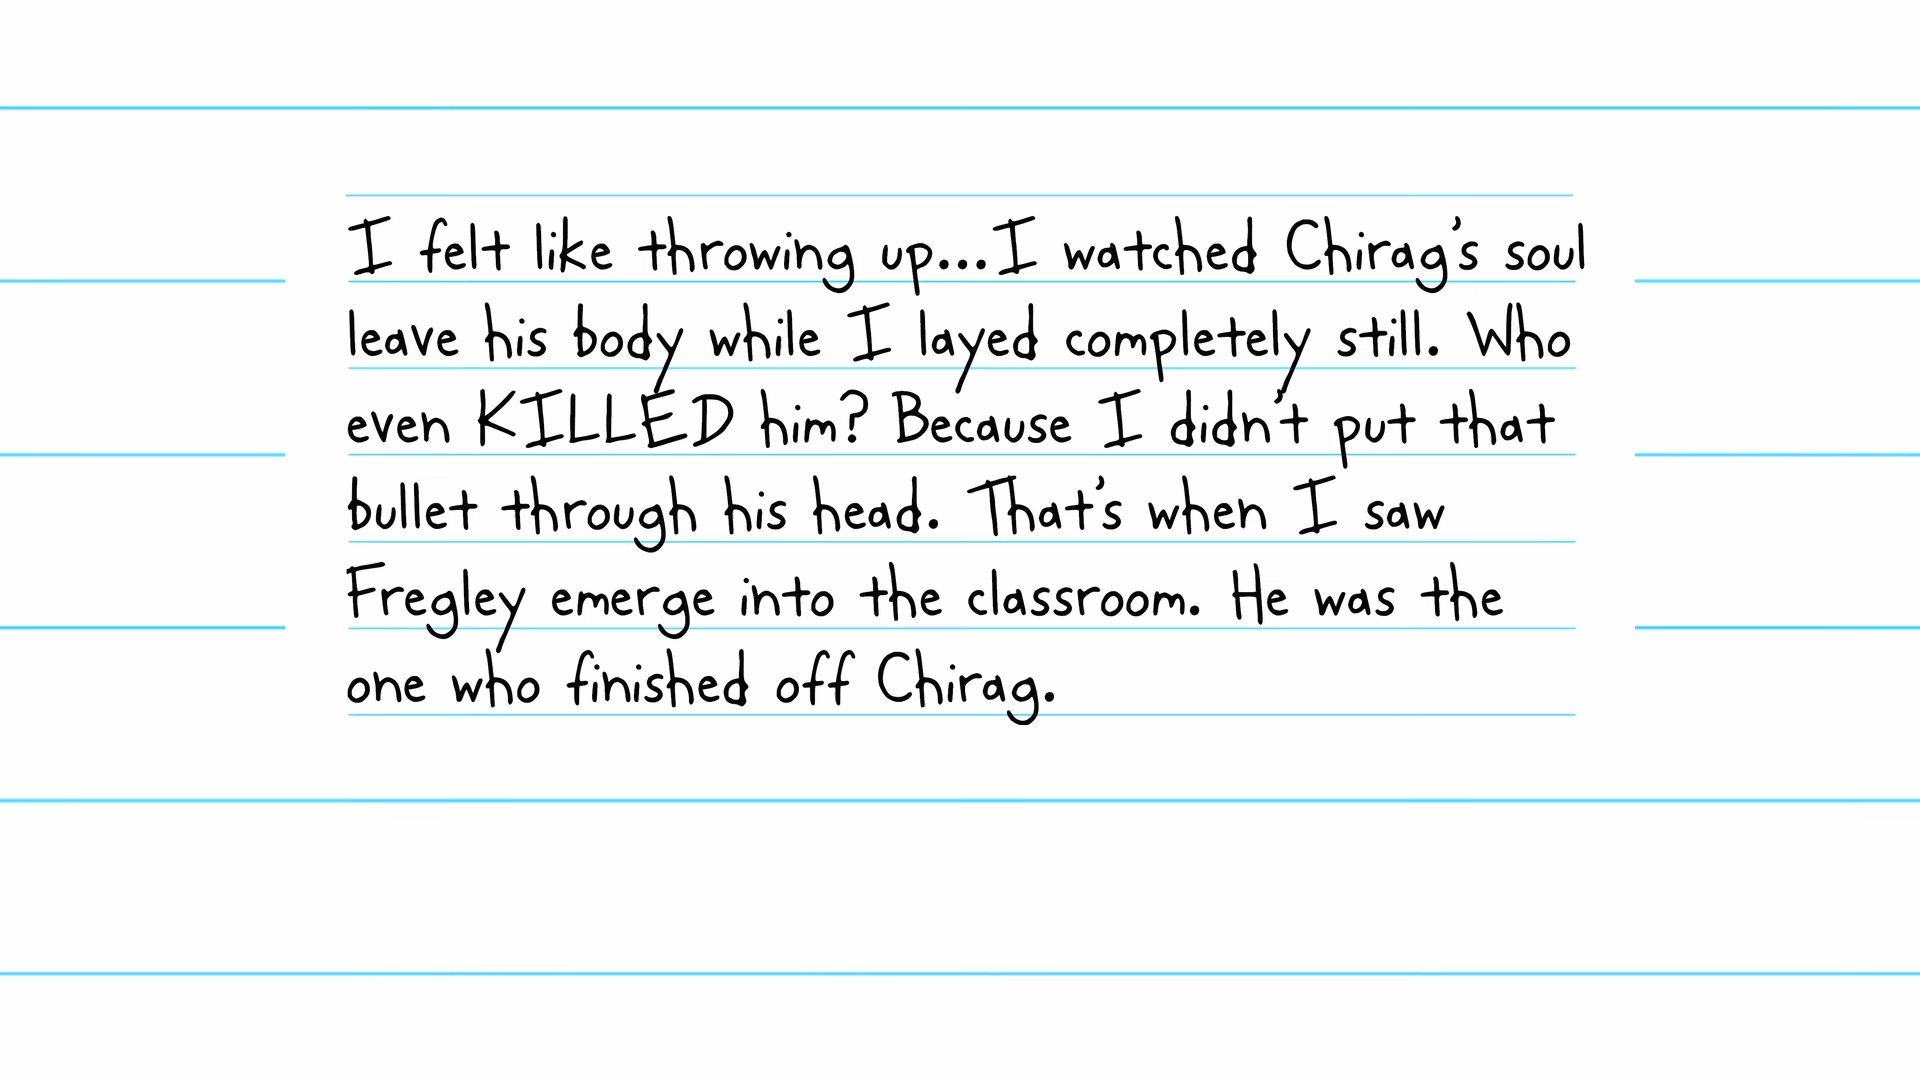 I felt like throwing up...I watched Chirag's soul
leave his body while I layed completely still. Who
even KILLED him? Because I didn't put that
bullet through his head. That's when I saw
Fregley emerge into the classroom. He was the
one who finished off Chirag.